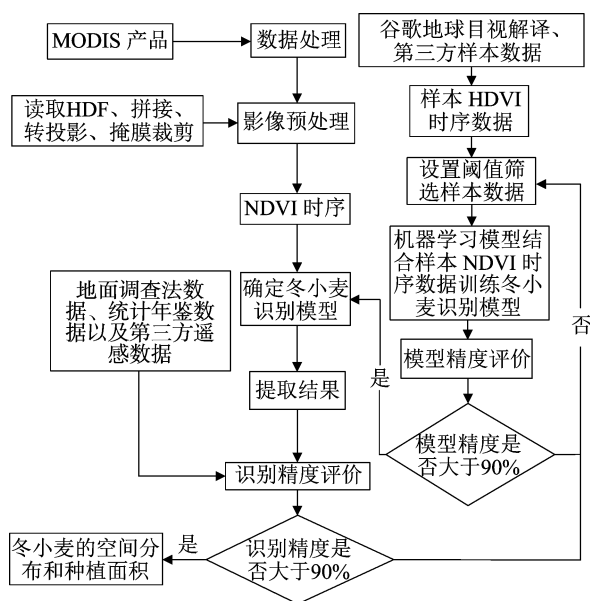 MODIS 产品
数据处理
谷歌地球目视解译、
第三方样本数据
读取HDF、拼接、
转投影、掩膜裁剪
影像预处理
样本 HDVI
时序数据
设置阈值筛
选样本数据
NDVI 时序
机器学习模型结
合样本 NDVI 时
序数据训练冬小
麦识别模型
地面调查法数
据、统计年鉴数
据以及第三方遥
感数据
确定冬小麦
识别模型
否
是
模型精度评价
提取结果
模型精度是
否大于90%
识别精度评价
冬小麦的空间分
布和种植面积
是
识别精度是
否大于90%